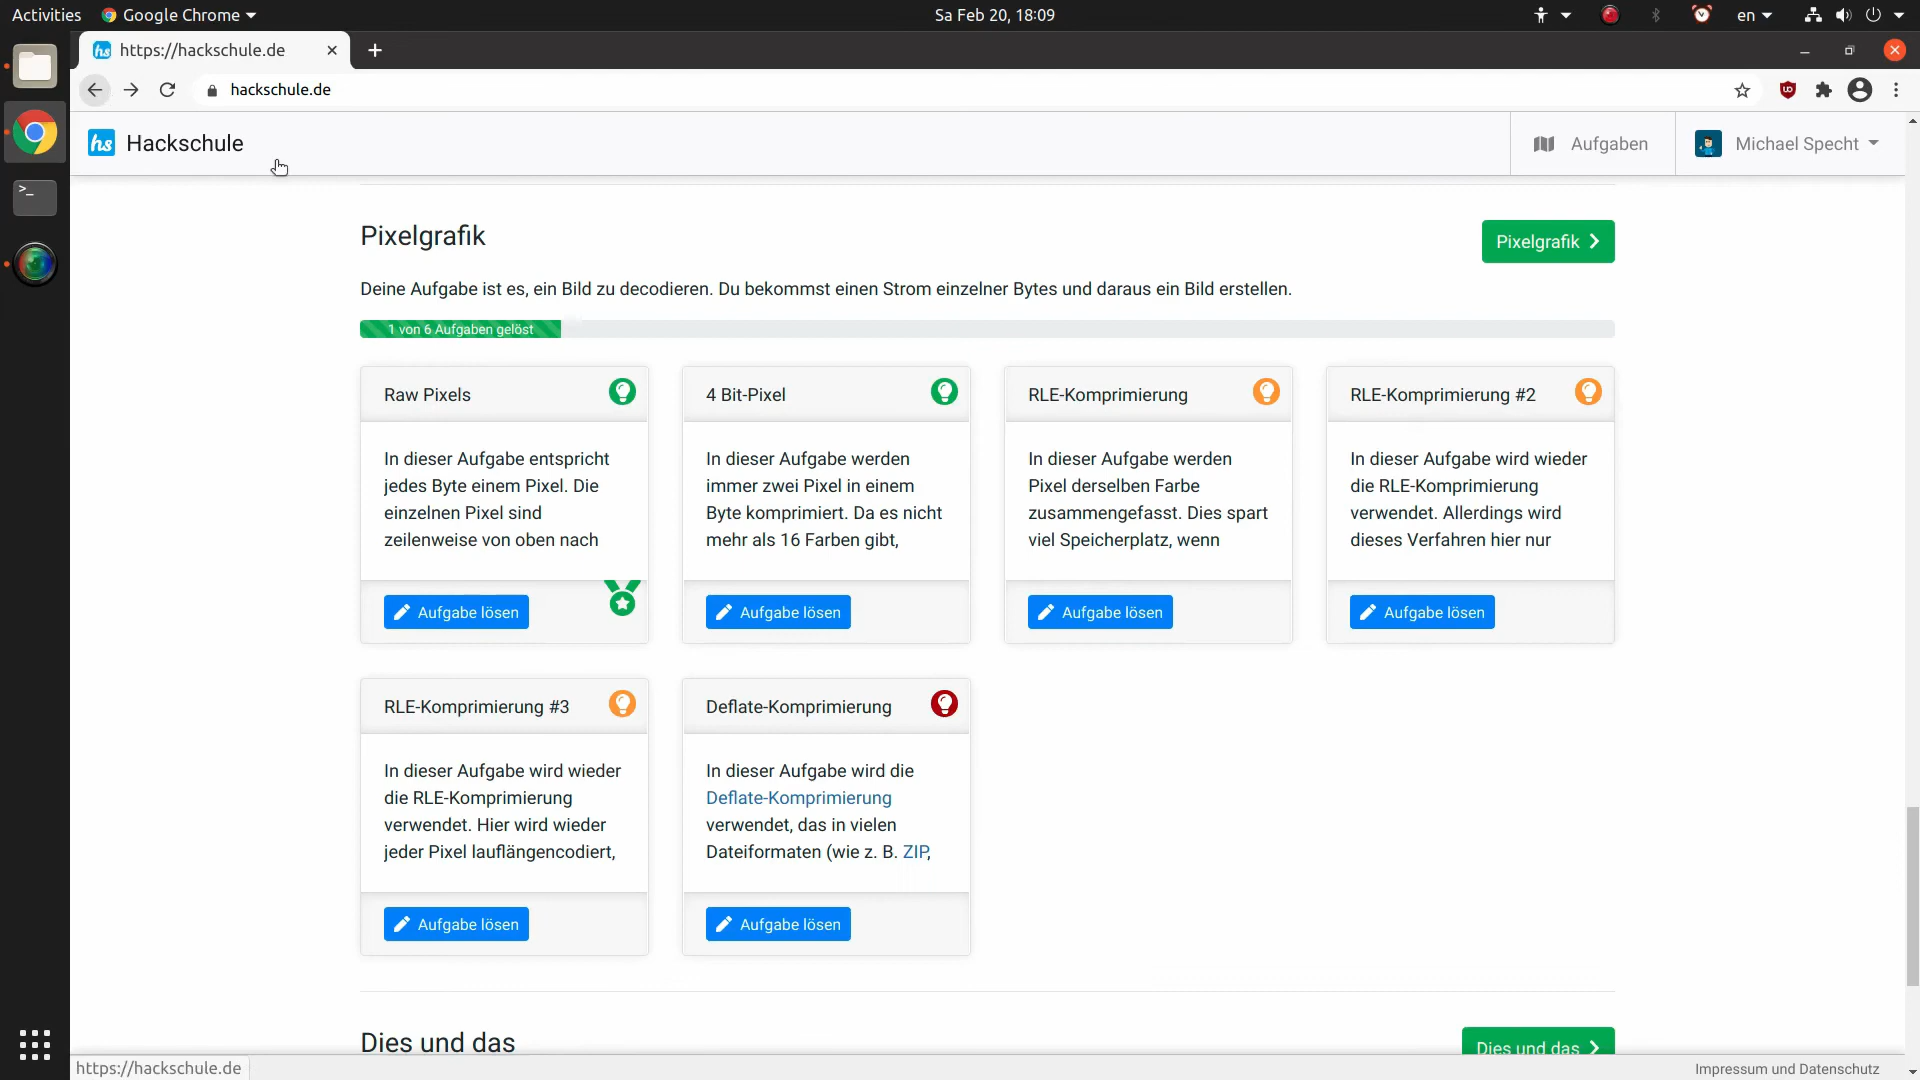 Activities
Google Chrome
Sa Feb 20, 18:09
en
hs https://hackschule.de
hackschule.de
hs Hackschule
Aufgaben
Michael Specht
Pixelgrafik
Pixelgrafik
Deine Aufgabe ist es, ein Bild zu decodieren. Du bekommst einen Strom einzelner Bytes und daraus ein Bild erstellen.
1 von 6 Aufgaben gelöst
Raw Pixels
In dieser Aufgabe entspricht
jedes Byte einem Pixel. Die
einzelnen Pixel sind
zeilenweise von oben nach
Aufgabe lösen
4 Bit-Pixel
In dieser Aufgabe werden
immer zwei Pixel in einem
Byte komprimiert. Da es nicht
mehr als 16 Farben gibt,
Aufgabe lösen
RLE-Komprimierung
In dieser Aufgabe werden
Pixel derselben Farbe
zusammengefasst. Dies spart
viel Speicherplatz, wenn
Aufgabe lösen
RLE-Komprimierung #2
In dieser Aufgabe wird wieder
die RLE-Komprimierung
verwendet. Allerdings wird
dieses Verfahren hier nur
Aufgabe lösen
RLE-Komprimierung #3
In dieser Aufgabe wird wieder
die RLE-Komprimierung
verwendet. Hier wird wieder
jeder Pixel lauflängencodiert,
Aufgabe lösen
Deflate-Komprimierung
In dieser Aufgabe wird die
Deflate-Komprimierung
verwendet, das in vielen
Dateiformaten (wie z. B. ZIP,
Aufgabe lösen
Dies und das
Dies und das
https://hackschule.de
Impressum und Datenschutz